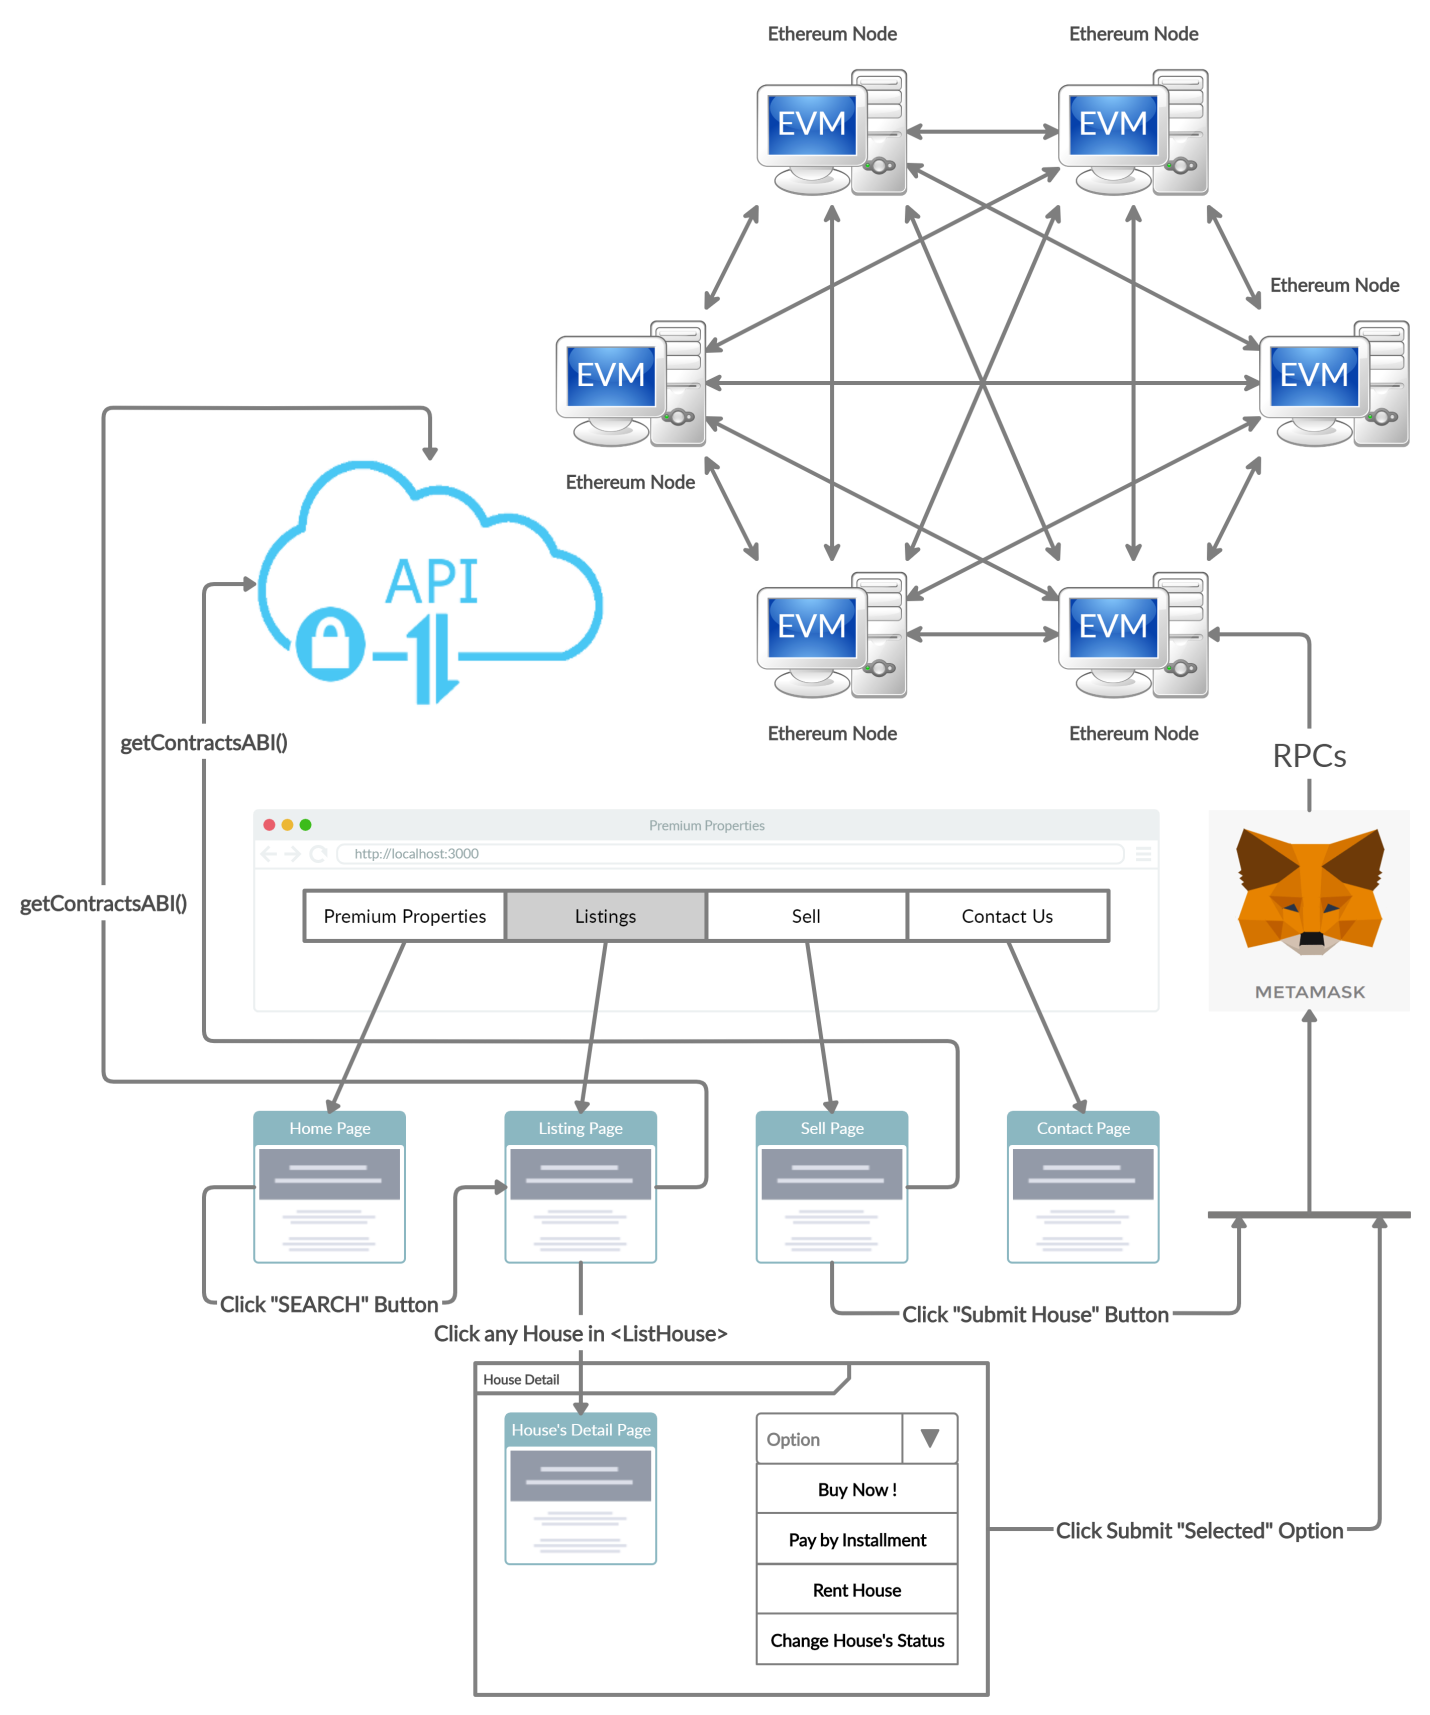 Ethereum Node
Ethereum Node
EVM
EVM
Ethereum Node
EVM
EVM
Ethereum Node
API
EVM
EVM
Ethereum Node
Ethereum Node
getContractsABI()
RPCs
Premium Properties
http://localhost:3000
getContractsABI()
Premium Properties
Listings
Sell
Contact Us
METAMASK
Home Page
Listing Page
Sell Page
Contact Page
Click "SEARCH" Button
Click "Submit House" Button
Click any House in <ListHouse>
House Detail
House's Detail Page
Option
Buy Now !
Pay by Installment
Click Submit "Selected" Option
Rent House
Change House's Status